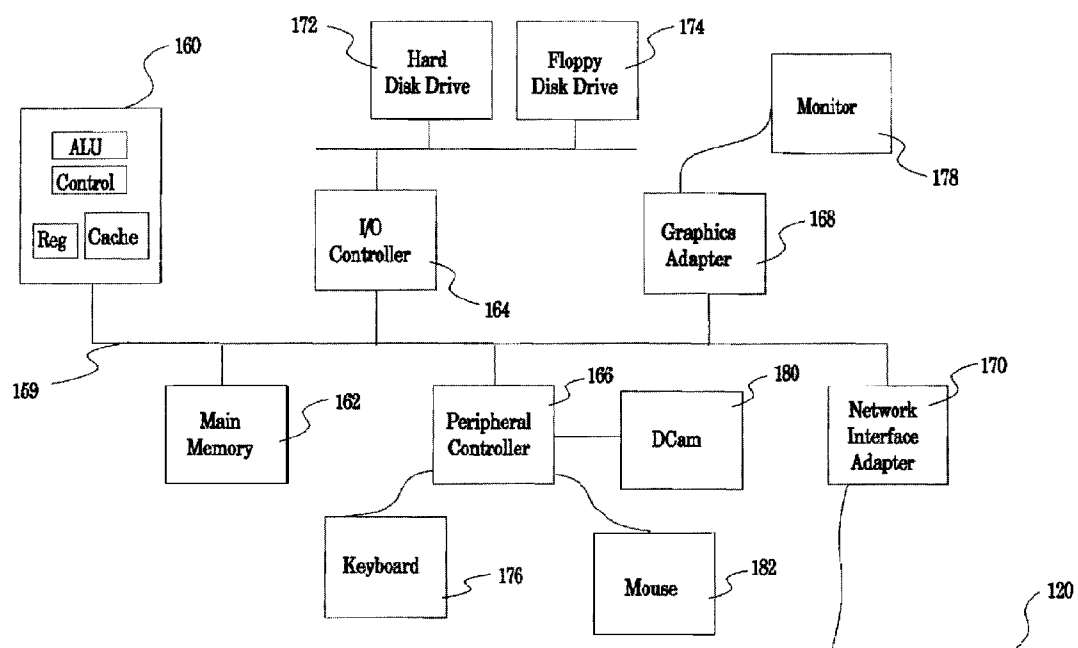 172
Hard
Disk Drive
Floppy
Disk Drive
174
160
Monitor
178
ALU
Control
Reg
Cache
I/O
Controller
164
Graphics
Adapter
168
159
Main
Memory
162
Peripheral
Controller
166
DCam
180
Network
Interface
Adapter
170
Keyboard
176
Mouse
182
120